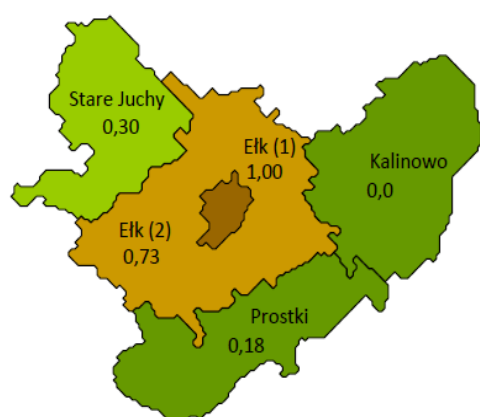 Stare Juchy
0,30
Ełk (1)
1,00
Kalinowo
0,0
Ełk (2)
0,73
Prostki
0,18